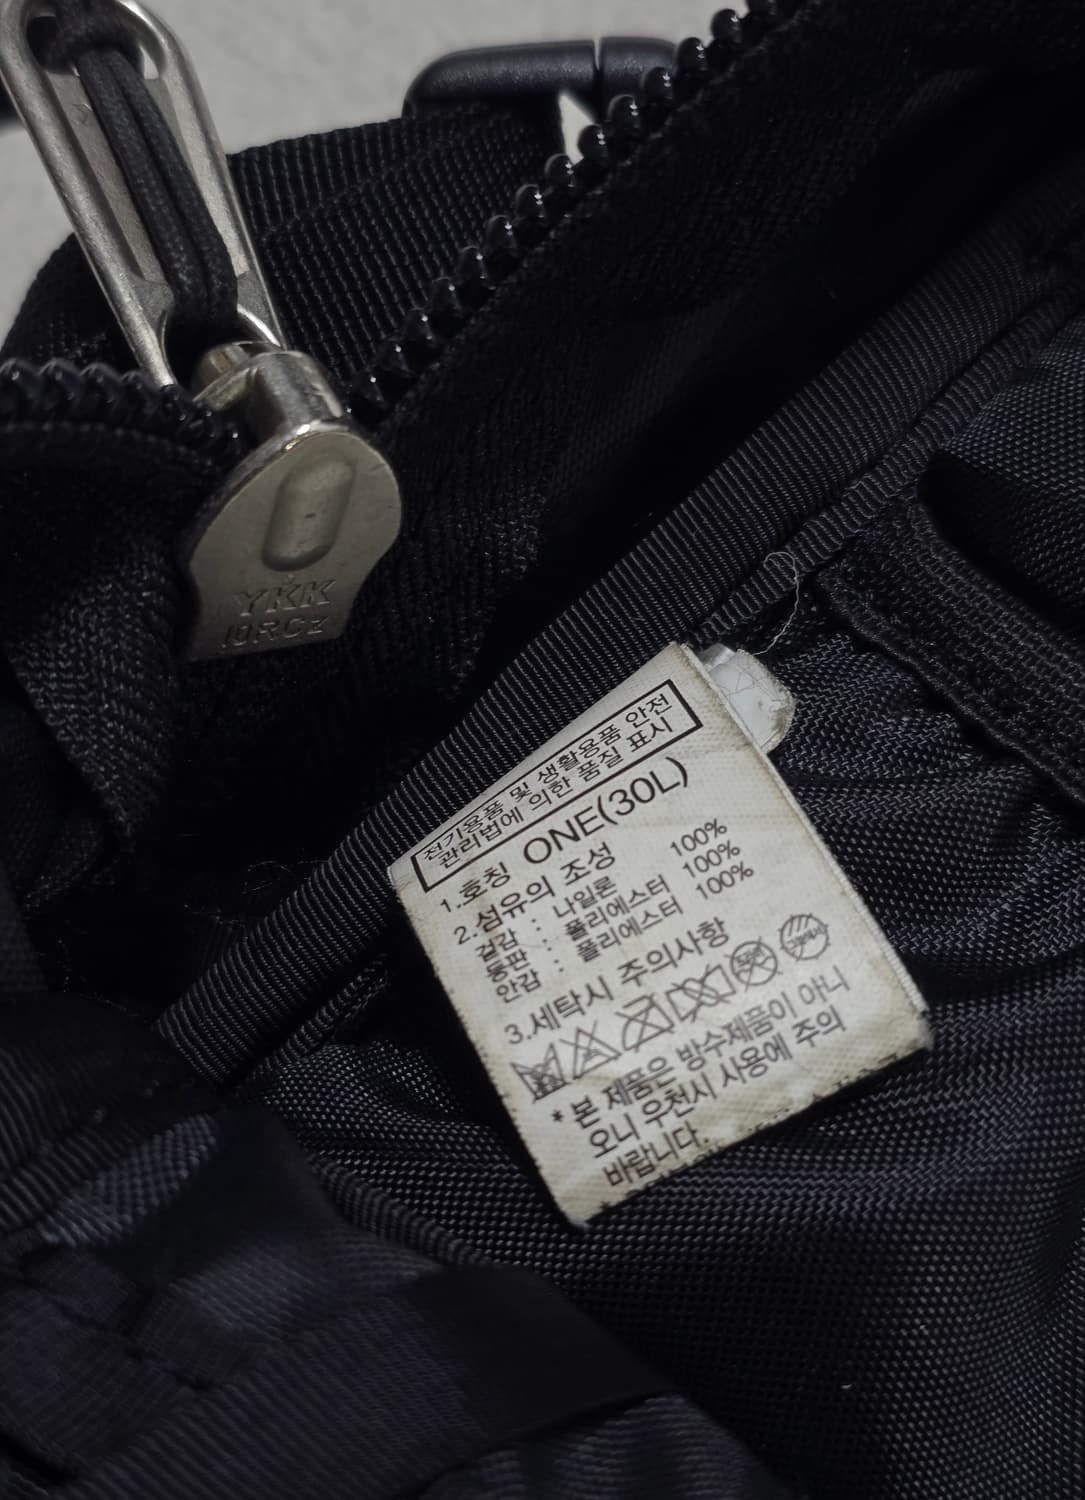 YKK
10RCz
전기용품 및 생활용품 안전
관리법에 의한 품질 표시
1.호칭 ONE(30L)
2.섬유의 조성
겉감 : 나일론 100%
등판 : 폴리에스터 100%
안감 : 폴리에스터 100%
3.세탁시 주의사항
* 본 제품은 방수제품이 아니
오니 우천시 사용에 주의
바랍니다.